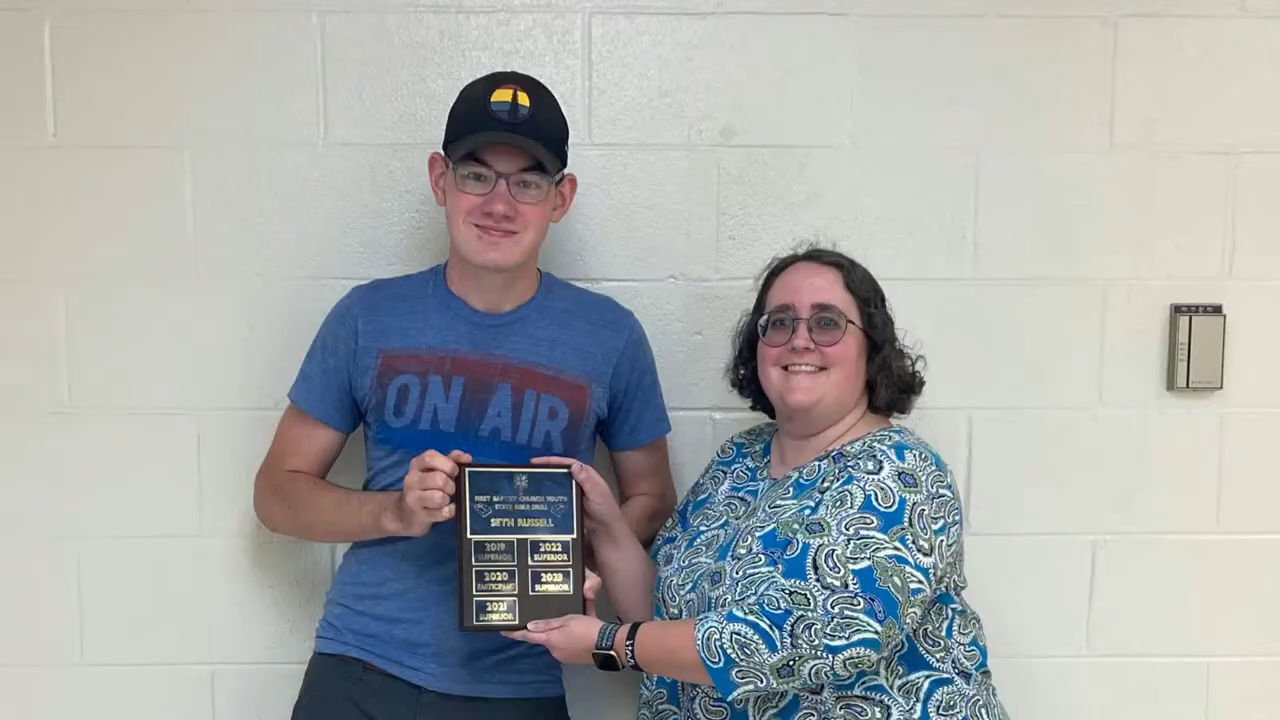 ON AIR
FIRST BAPTIST CHURCH YOUTH
STATE BIBLE DRILL
SETH RUSSELL
2019
SUPERIOR
2022
SUPERIOR
2020
PARTICIPANT
2023
SUPERIOR
2021
SUPERIOR